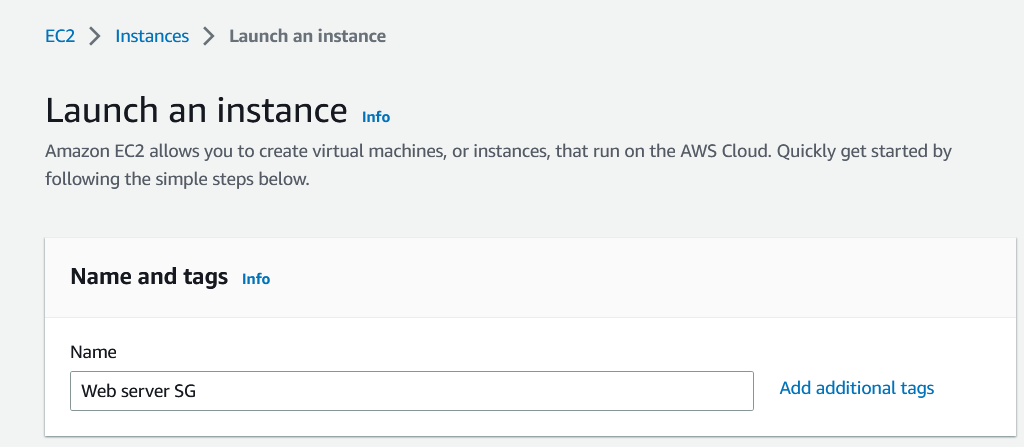 EC2 > Instances > Launch an instance
Launch an instance Info
Amazon EC2 allows you to create virtual machines, or instances, that run on the AWS Cloud. Quickly get started by
following the simple steps below.
Name and tags Info
Name
Web server SG Add additional tags